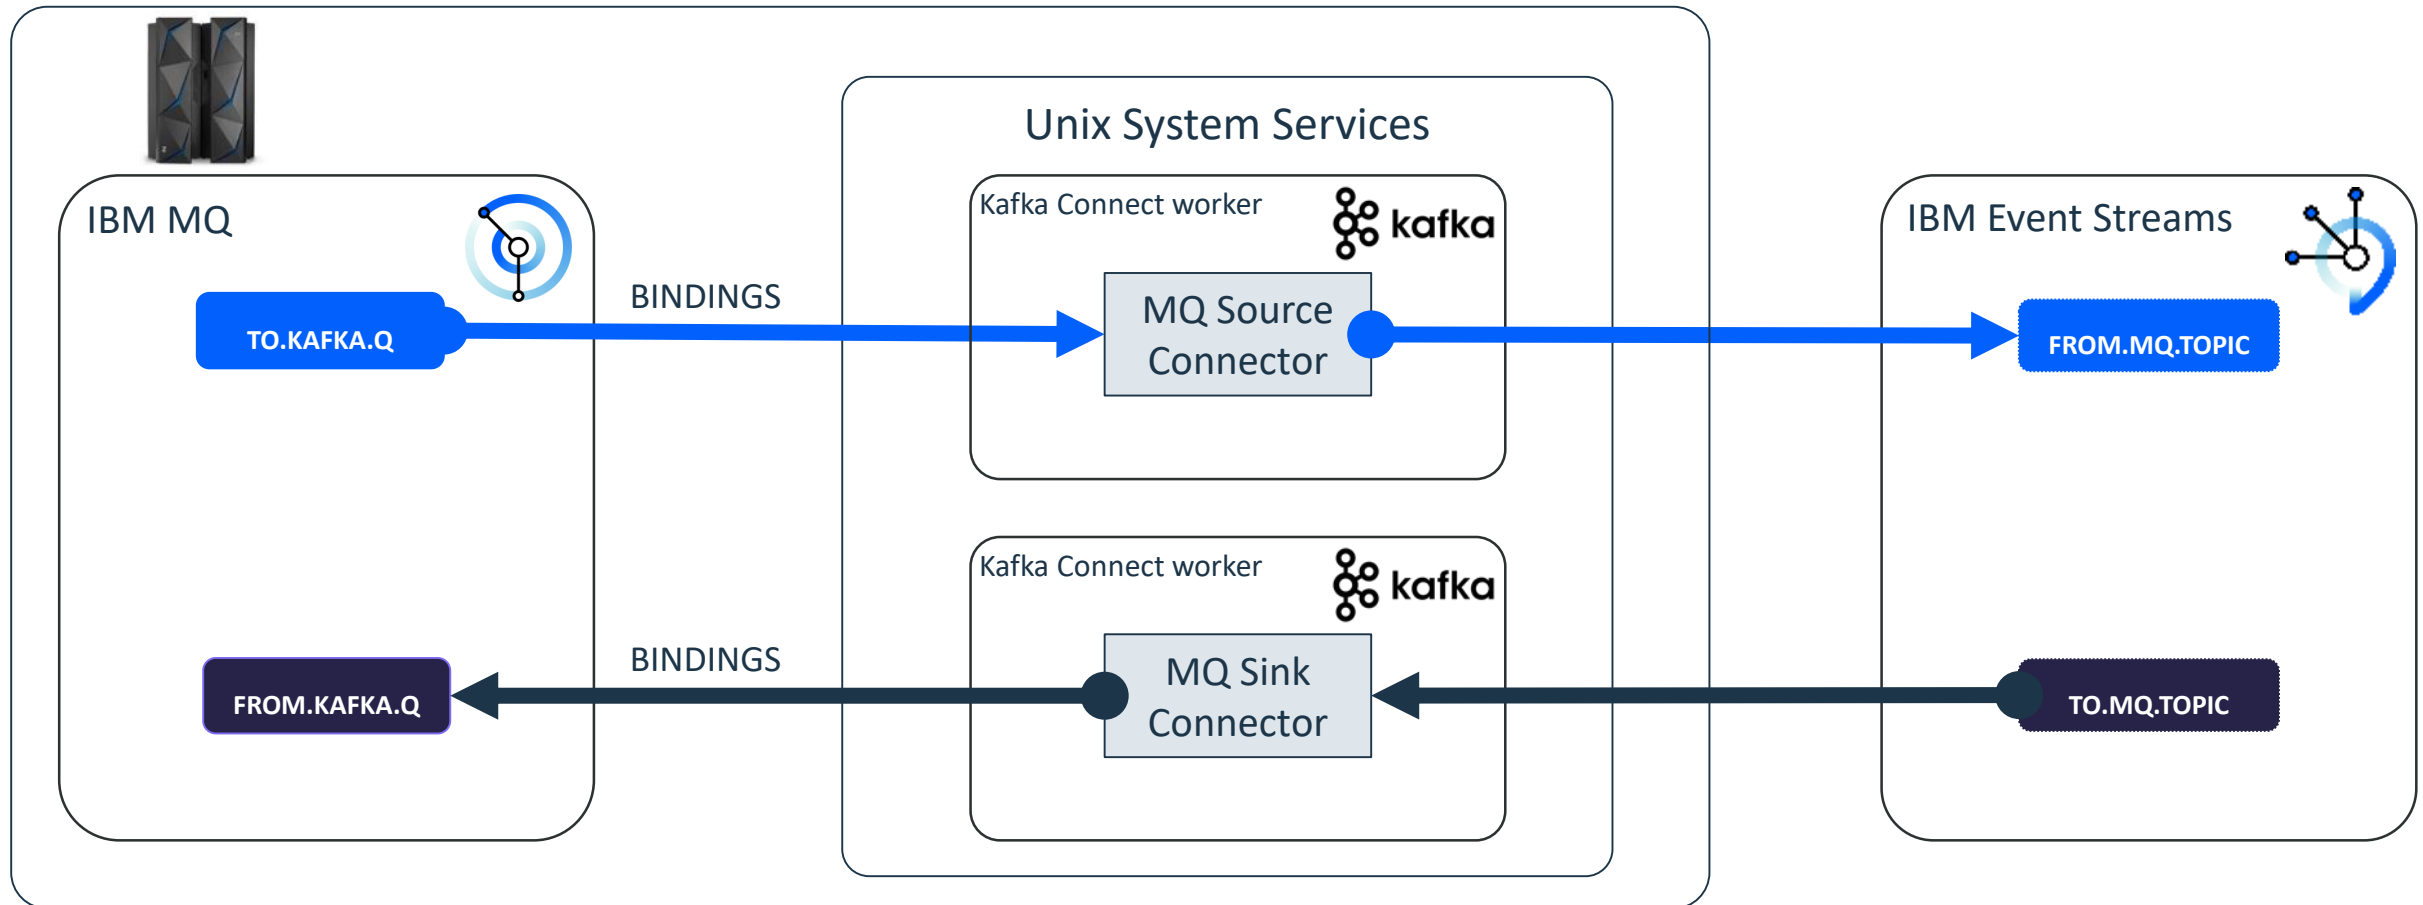 Unix System Services
IBM MQ
Kafka Connect worker
kafka
IBM Event Streams
BINDINGS
TO.KAFKA.Q
MQ Source
Connector
FROM.MQ.TOPIC
Kafka Connect worker
kafka
BINDINGS
FROM.KAFKA.Q
MQ Sink
Connector
TO.MQ.TOPIC